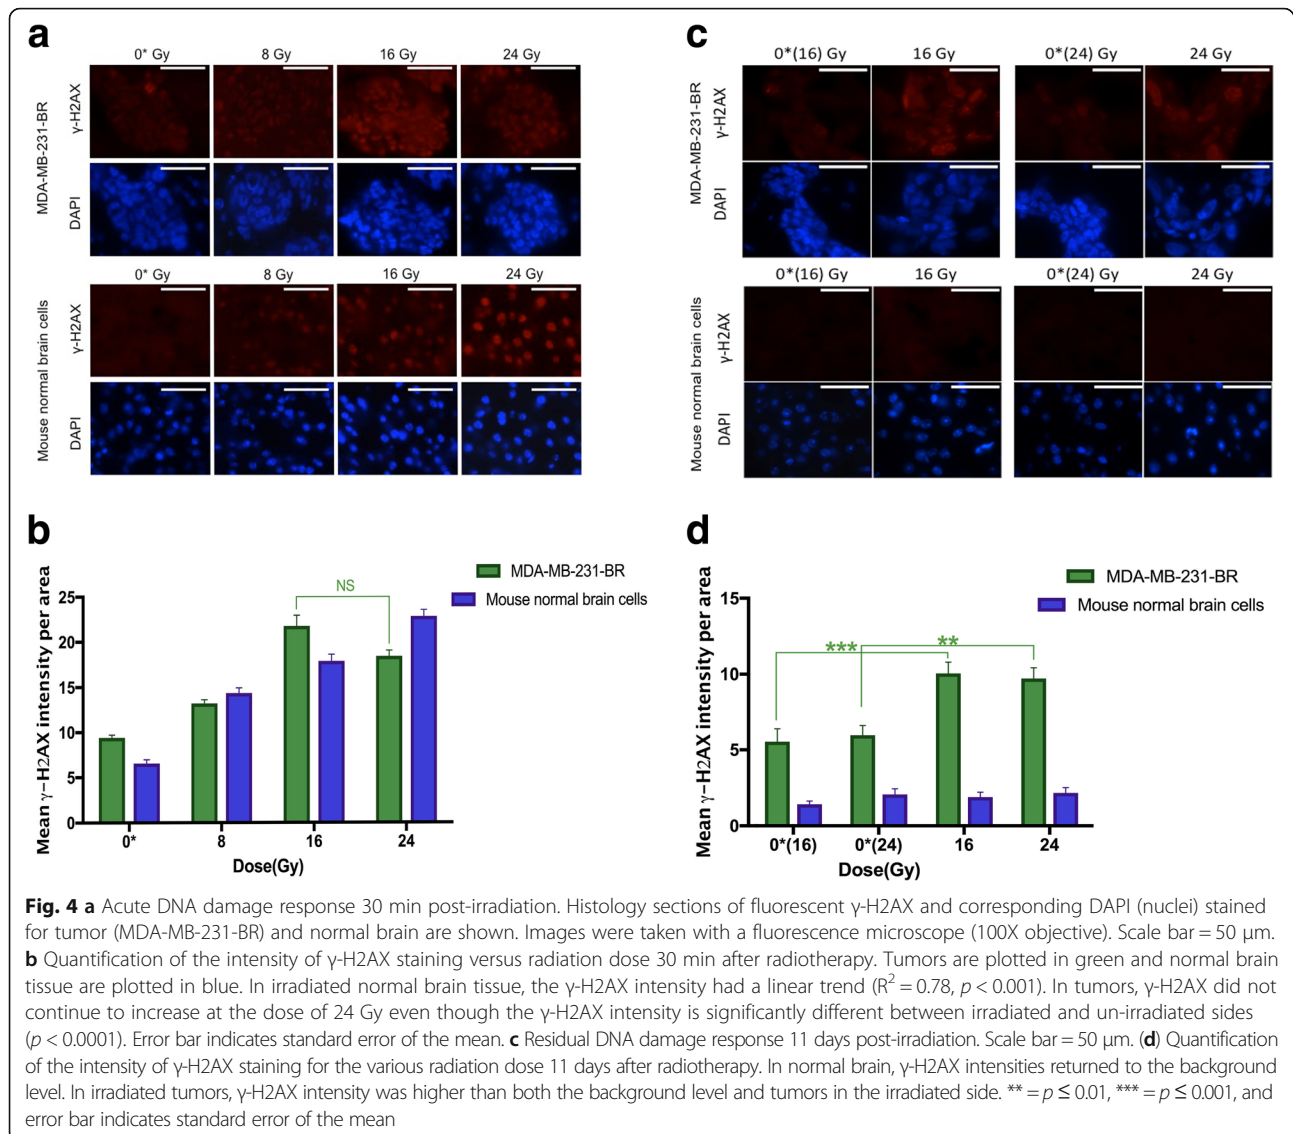 a
0* Gy 8 Gy 16 Gy 24 Gy
MDA-MB-231-BR
γ-H2AX
DAPI
0* Gy 8 Gy 16 Gy 24 Gy
Mouse normal brain cells
γ-H2AX
DAPI
c
0*(16) Gy 16 Gy 0*(24) Gy 24 Gy
MDA-MB-231-BR
γ-H2AX
DAPI
0*(16) Gy 16 Gy 0*(24) Gy 24 Gy
Mouse normal brain cells
γ-H2AX
DAPI
b
MDA-MB-231-BR
Mouse normal brain cells
NS
Mean γ−H2AX intensity per area
25
20
15
10
5
0
0* 8 16 24
Dose(Gy)
d
MDA-MB-231-BR
Mouse normal brain cells
*** **
Mean γ−H2AX intensity per area
15
10
5
0
0*(16) 0*(24) 16 24
Dose(Gy)
Fig. 4 a Acute DNA damage response 30 min post-irradiation. Histology sections of fluorescent γ-H2AX and corresponding DAPI (nuclei) stained
for tumor (MDA-MB-231-BR) and normal brain are shown. Images were taken with a fluorescence microscope (100X objective). Scale bar = 50 μm.
b Quantification of the intensity of γ-H2AX staining versus radiation dose 30 min after radiotherapy. Tumors are plotted in green and normal brain
tissue are plotted in blue. In irradiated normal brain tissue, the γ-H2AX intensity had a linear trend (R² = 0.78, p < 0.001). In tumors, γ-H2AX did not
continue to increase at the dose of 24 Gy even though the γ-H2AX intensity is significantly different between irradiated and un-irradiated sides
(p < 0.0001). Error bar indicates standard error of the mean. c Residual DNA damage response 11 days post-irradiation. Scale bar = 50 μm. (d) Quantification
of the intensity of γ-H2AX staining for the various radiation dose 11 days after radiotherapy. In normal brain, γ-H2AX intensities returned to the background
level. In irradiated tumors, γ-H2AX intensity was higher than both the background level and tumors in the irradiated side. ** = p ≤ 0.01, *** = p ≤ 0.001, and
error bar indicates standard error of the mean